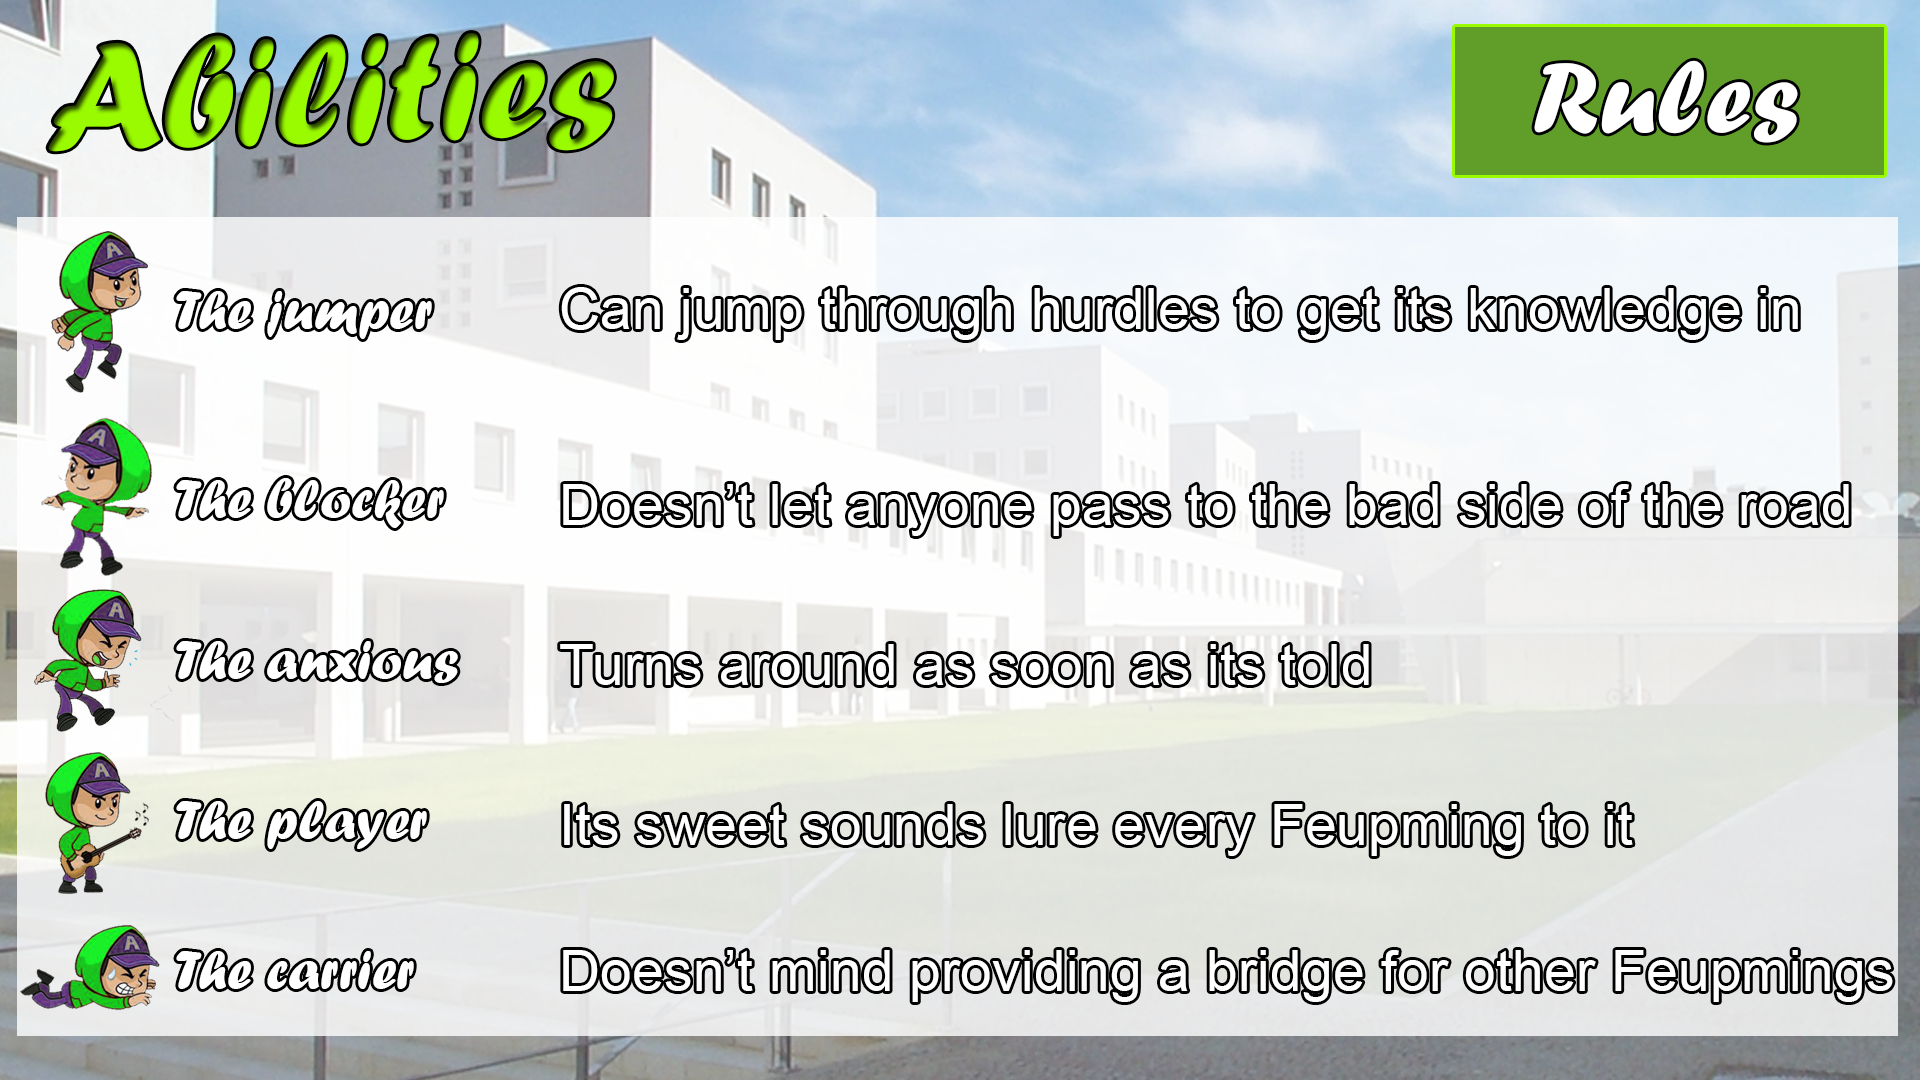 Abilities
Rules
The jumper
Can jump through hurdles to get its knowledge in
The blocker
Doesn’t let anyone pass to the bad side of the road
The anxious
Turns around as soon as its told
The player
Its sweet sounds lure every Feupming to it
The carrier
Doesn’t mind providing a bridge for other Feupmings
A
A
A
A
A